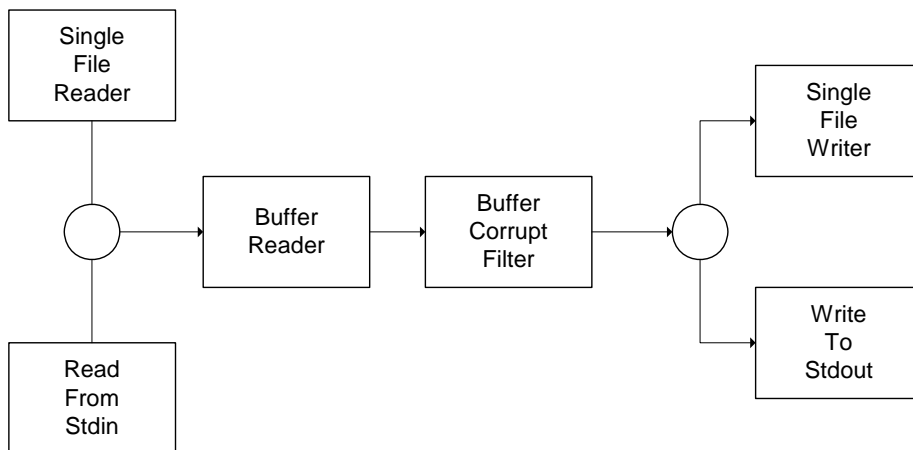 Single
File
Reader
Single
File
Writer
Buffer
Reader
Buffer
Corrupt
Filter
Read
From
Stdin
Write
To
Stdout